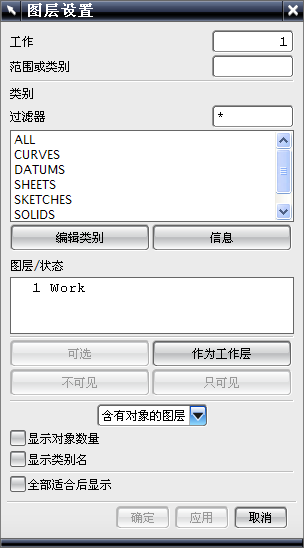 图层设置
工作 1
范围或类别
类别
过滤器 *
ALL
CURVES
DATUMS
SHEETS
SKETCHES
SOLIDS
编辑类别 信息
图层/状态
1 Work
可选 作为工作层
不可见 只可见
含有对象的图层
显示对象数量
显示类别名
全部适合后显示
确定 应用 取消